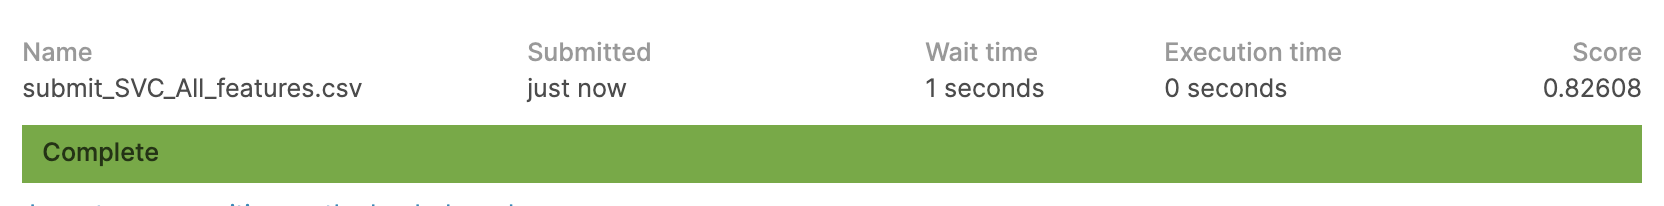 Name Submitted Wait time Execution time Score
submit_SVC_All_features.csv just now 1 seconds 0 seconds 0.82608
Complete